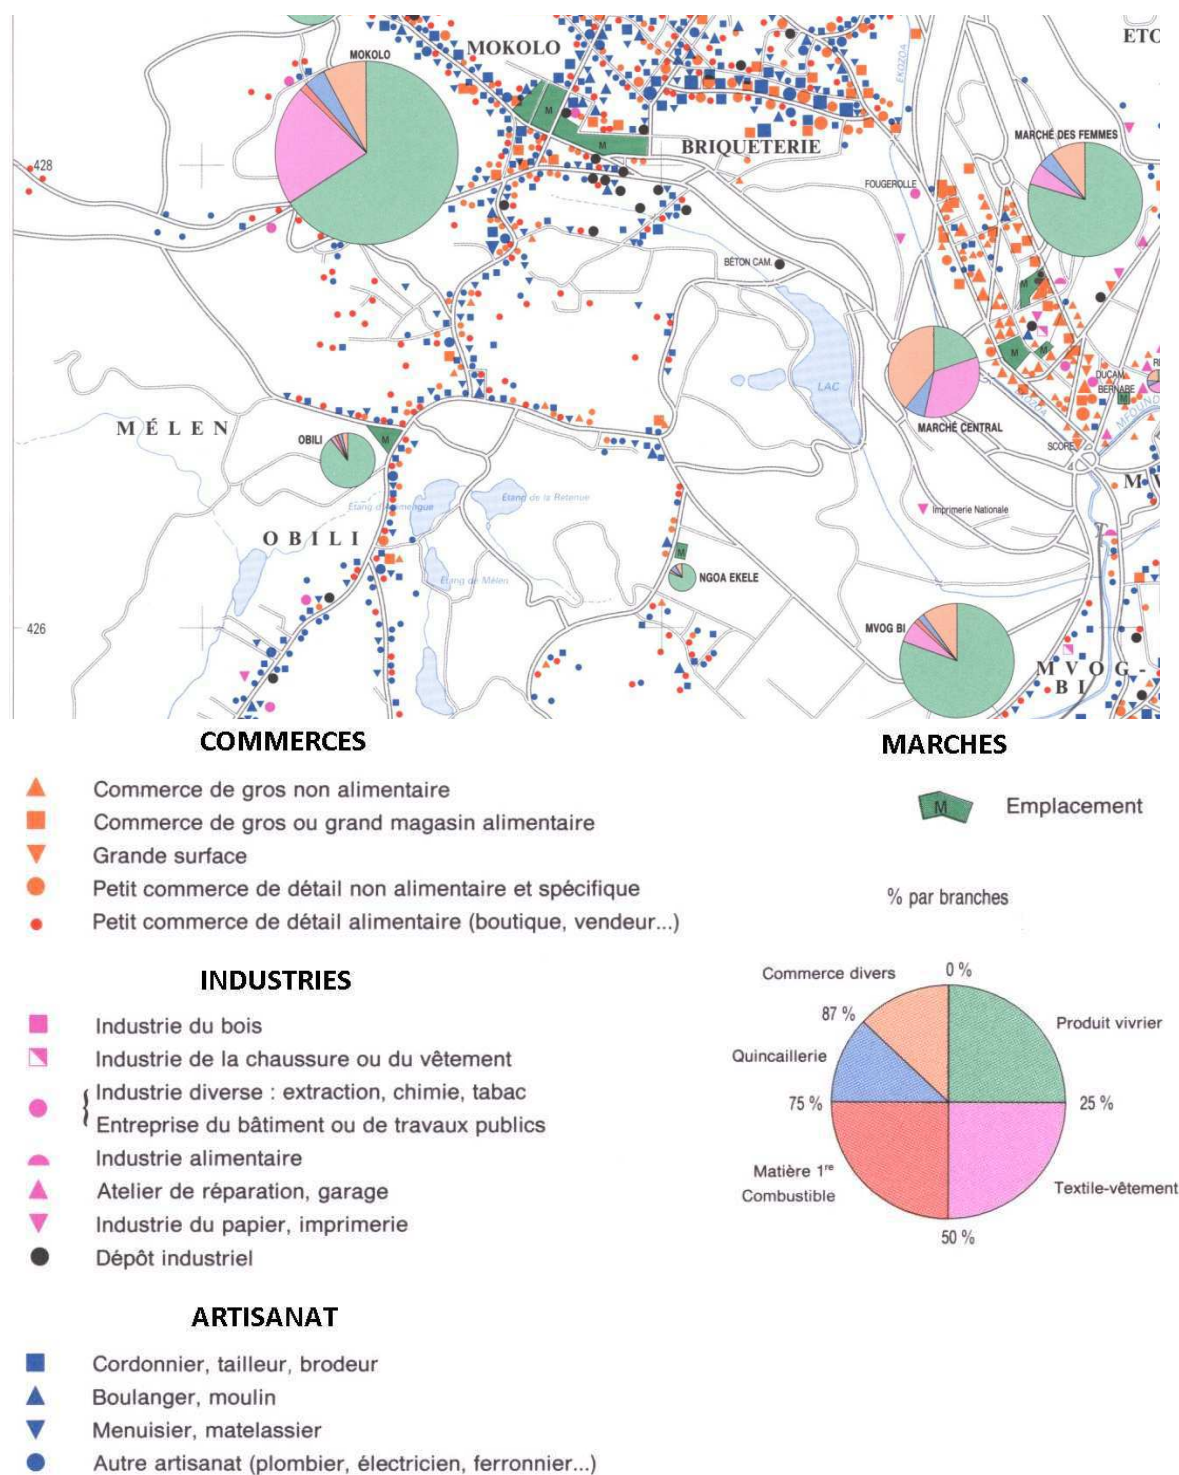 MOKOLO
MOKOLO
EKOZOA
M
M
BRIQUETERIE
MARCHÉ DES FEMMES
428
FOUGEROLLE
BÉTON CAM.
M
LAC
M
M
DUCAM
BERNABE
M
MARCHÉ CENTRAL
SCORE
MÉLEN
OBILI
M
Étang de la Retenue
Imprimerie Nationale
OBILI
Étang de Mélen
M
NGOA EKELE
426
MVOG BI
MVOG-
BI
COMMERCES
Commerce de gros non alimentaire
Commerce de gros ou grand magasin alimentaire
Grande surface
Petit commerce de détail non alimentaire et spécifique
Petit commerce de détail alimentaire (boutique, vendeur...)
INDUSTRIES
Industrie du bois
Industrie de la chaussure ou du vêtement
Industrie diverse : extraction, chimie, tabac
Entreprise du bâtiment ou de travaux publics
Industrie alimentaire
Atelier de réparation, garage
Industrie du papier, imprimerie
Dépôt industriel
ARTISANAT
Cordonnier, tailleur, brodeur
Boulanger, moulin
Menuisier, matelassier
Autre artisanat (plombier, électricien, ferronnier...)
MARCHES
M Emplacement
% par branches
Commerce divers 0 %
87 %
Produit vivrier
Quincaillerie
75 % 25 %
Matière 1re
Combustible
Textile-vêtement
50 %